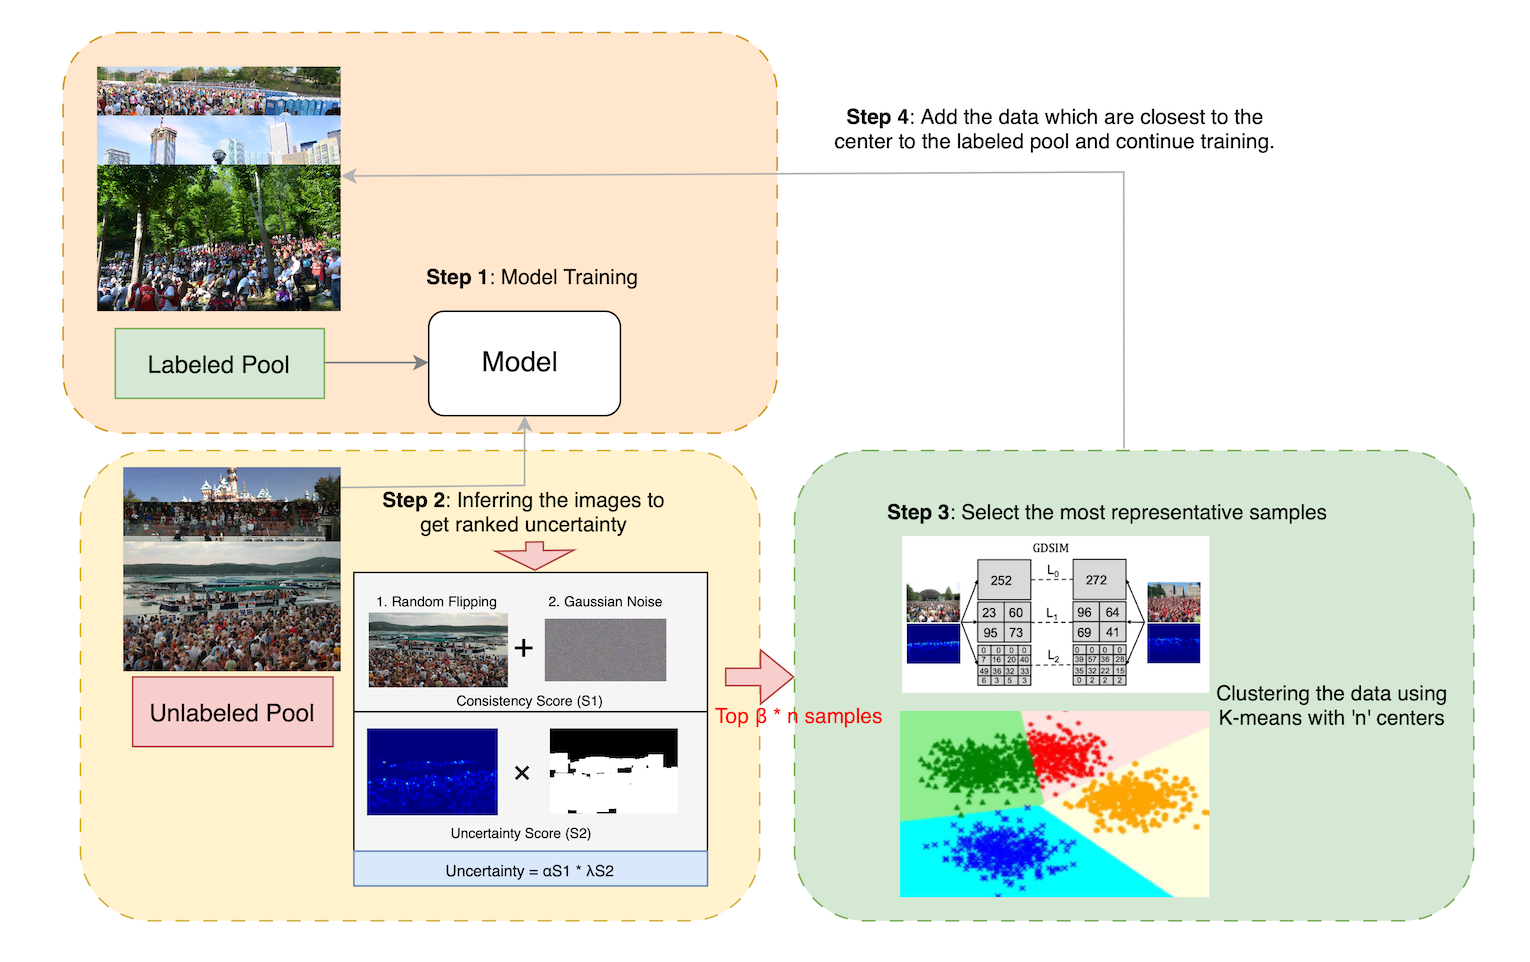 Step 4: Add the data which are closest to the
center to the labeled pool and continue training.
Step 1: Model Training
Labeled Pool
Model
Step 2: Inferring the images to
get ranked uncertainty
Unlabeled Pool
1. Random Flipping
2. Gaussian Noise
+
Consistency Score (S1)
×
Uncertainty Score (S2)
Uncertainty = αS1 * λS2
Top β * n samples
Step 3: Select the most representative samples
GDSIM
252 L0 272
23 60 L1 96 64
95 73 69 41
0 0 0 0 0 0 0 0
7 16 20 40 L2 39 57 36 28
49 36 32 33 35 32 22 15
6 3 5 3 0 2 2 2
Clustering the data using
K-means with 'n' centers